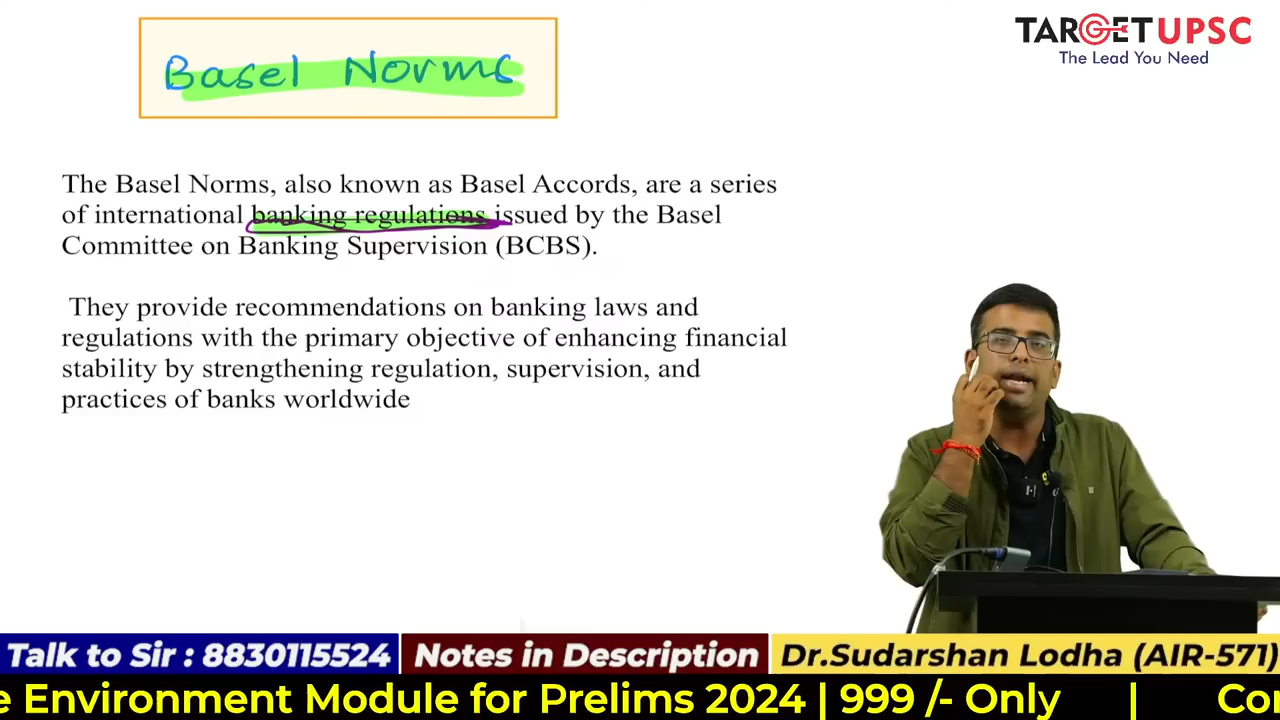 Basel Norms
TARGET UPSC
The Lead You Need
The Basel Norms, also known as Basel Accords, are a series
of international banking regulations issued by the Basel
Committee on Banking Supervision (BCBS).
They provide recommendations on banking laws and
regulations with the primary objective of enhancing financial
stability by strengthening regulation, supervision, and
practices of banks worldwide
Talk to Sir : 8830115524
Notes in Description
Dr.Sudarshan Lodha (AIR-571)
e Environment Module for Prelims 2024 | 999 /- Only | Co